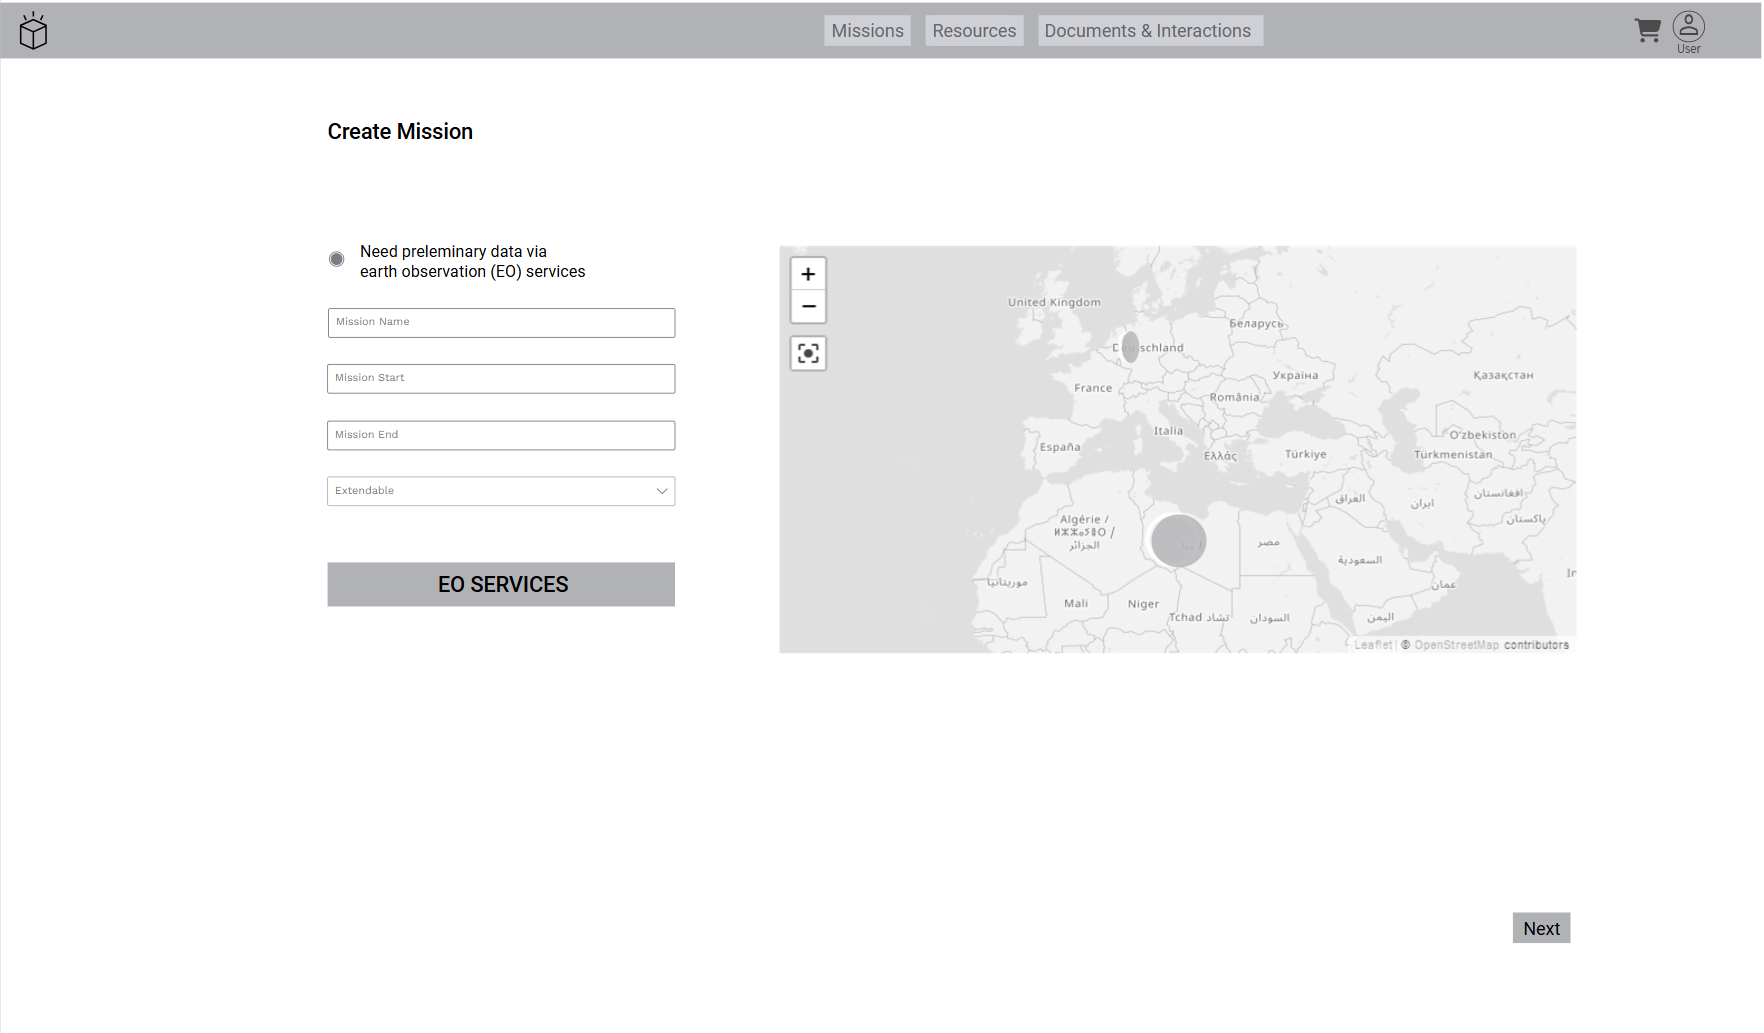 Missions
Resources
Documents & Interactions
User
Create Mission
Need preleminary data via
earth observation (EO) services
Mission Name
Mission Start
Mission End
Extendable
EO SERVICES
+
−
United Kingdom
Беларусь
schland
Україна
Қазақстан
France
România
Italia
O'zbekiston
España
Ελλάς
Türkiye
Türkmenistan
العراق
ایران
افغانستان
پاکستان
Algérie /
ⵍⵣⵣⴰⵢⴻⵔ /
الجزائر
مصر
السعودية
موريتانيا
عمان
In
Mali
Niger
Tchad تشاد
السودان
اليمن
Leaflet | © OpenStreetMap contributors
Next